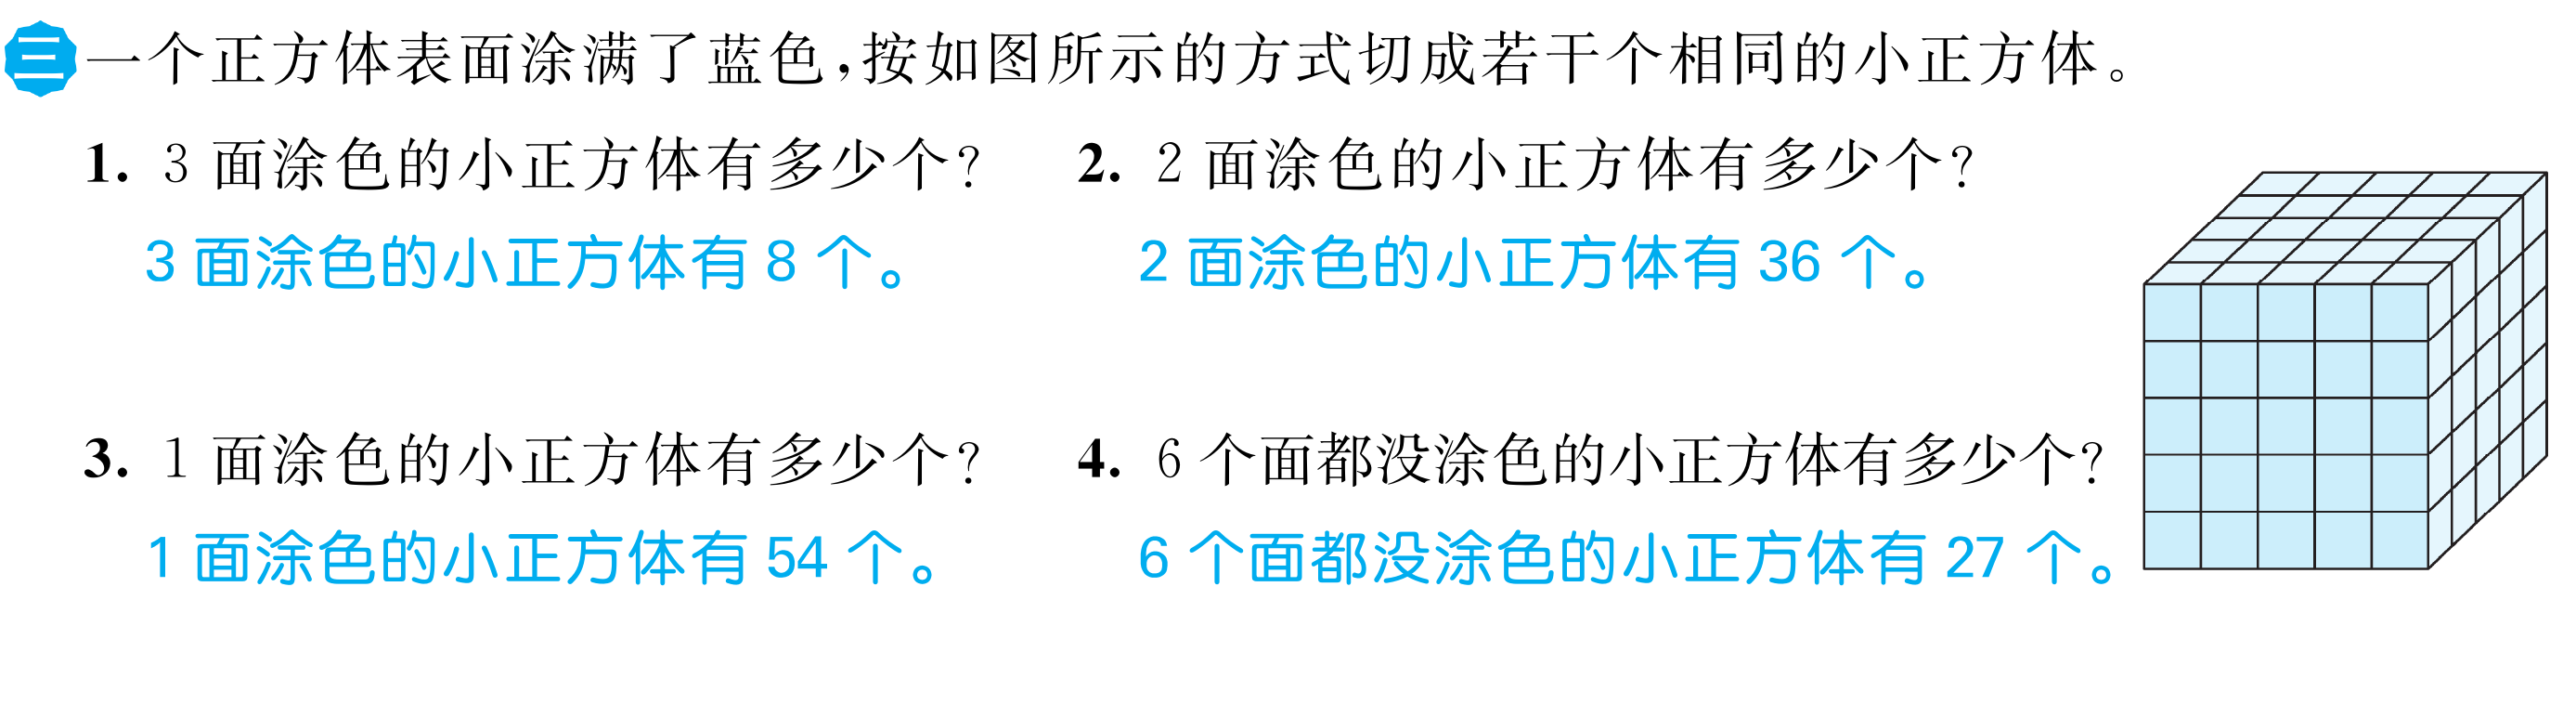 三 一个正方体表面涂满了蓝色,按如图所示的方式切成若干个相同的小正方体。
1. 3 面涂色的小正方体有多少个?
2. 2 面涂色的小正方体有多少个?
3 面涂色的小正方体有 8 个。
2 面涂色的小正方体有 36 个。
3. 1 面涂色的小正方体有多少个?
4. 6 个面都没涂色的小正方体有多少个?
1 面涂色的小正方体有 54 个。
6 个面都没涂色的小正方体有 27 个。